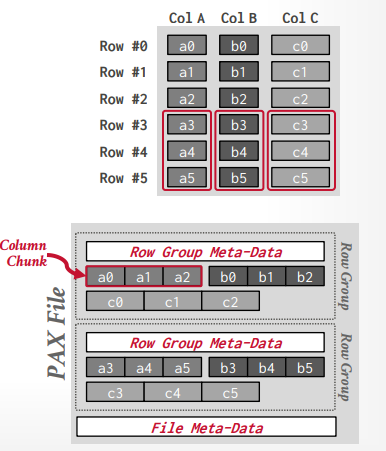 Col A Col B Col C
Row #0 a0 b0 c0
Row #1 a1 b1 c1
Row #2 a2 b2 c2
Row #3 a3 b3 c3
Row #4 a4 b4 c4
Row #5 a5 b5 c5
Column
Chunk
PAX File
Row Group Meta-Data
a0 a1 a2 b0 b1 b2
c0 c1 c2
Row Group
Row Group Meta-Data
a3 a4 a5 b3 b4 b5
c3 c4 c5
Row Group
File Meta-Data